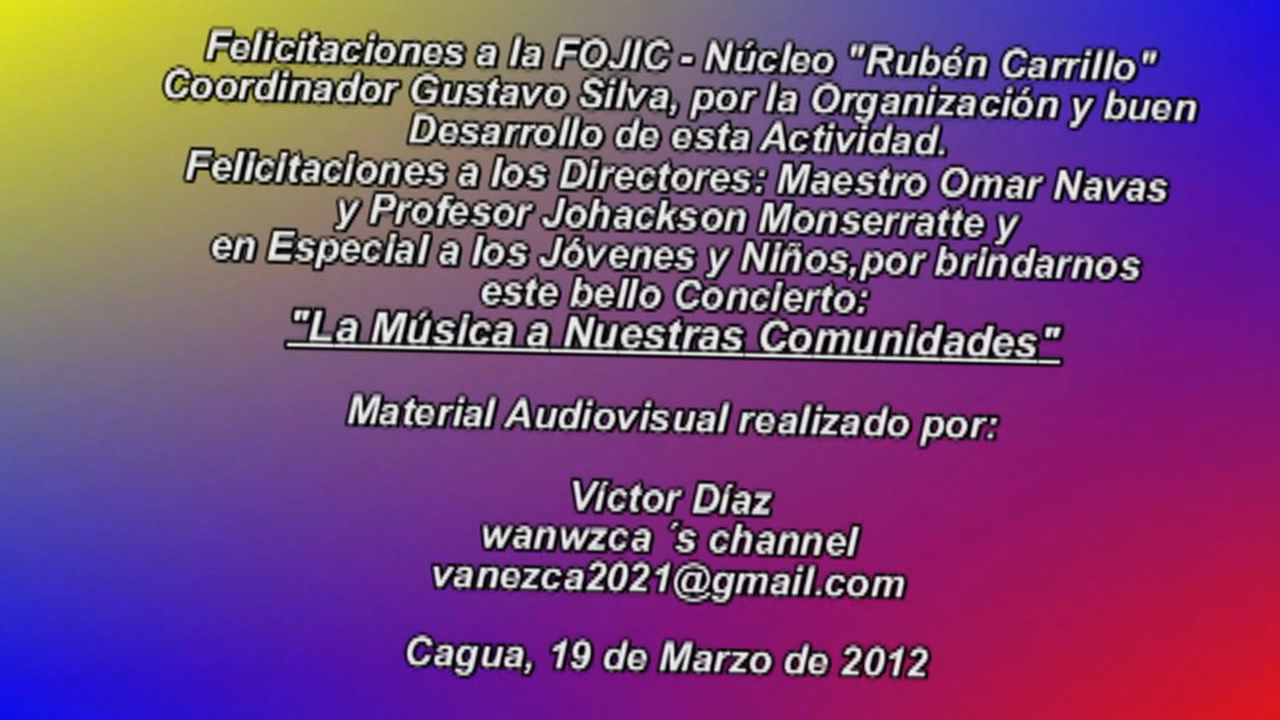 Felicitaciones a la FOJIC - Núcleo "Rubén Carrillo"
Coordinador Gustavo Silva, por la Organización y buen
Desarrollo de esta Actividad.
Felicitaciones a los Directores: Maestro Omar Navas
y Profesor Johackson Monserratte y
en Especial a los Jóvenes y Niños,por brindarnos
este bello Concierto:
"La Música a Nuestras Comunidades"
Material Audiovisual realizado por:
Víctor Díaz
wanwzca ´s channel
vanezca2021@gmail.com
Cagua, 19 de Marzo de 2012